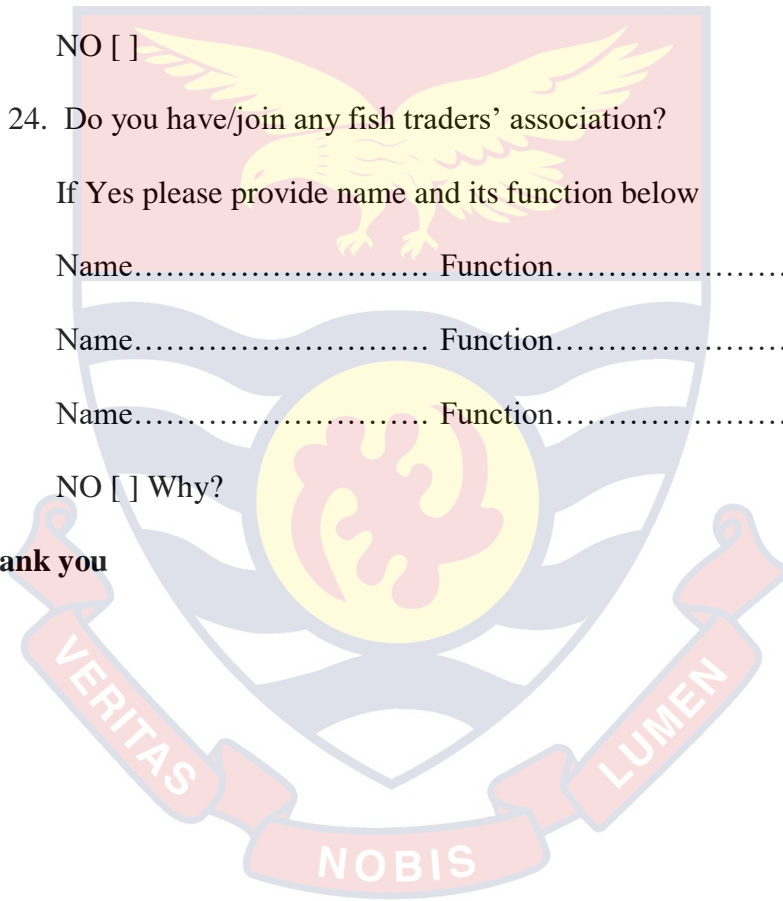 NO [ ]
24. Do you have/join any fish traders’ association?
If Yes please provide name and its function below
Name………………………. Function…………………
Name………………………. Function…………………
Name………………………. Function…………………
NO [ ] Why?
ank you
VERITAS
NOBIS
LUMEN